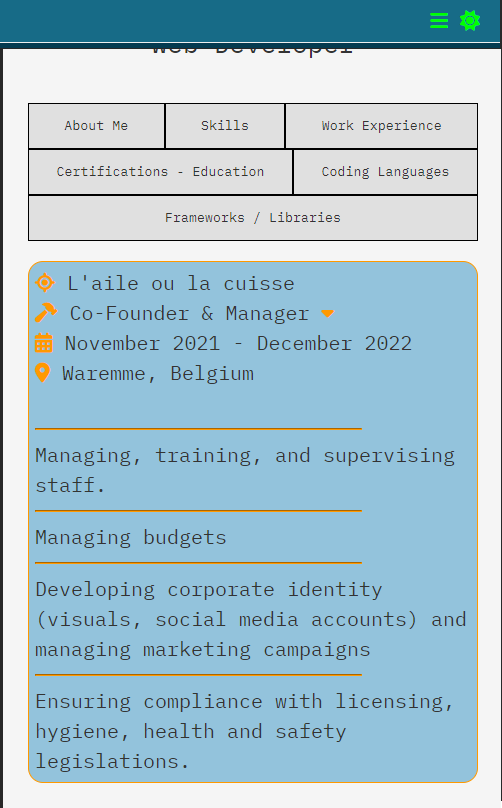 Web Developer
About Me
Skills
Work Experience
Certifications - Education
Coding Languages
Frameworks / Libraries
L'aile ou la cuisse
Co-Founder & Manager
November 2021 - December 2022
Waremme, Belgium
Managing, training, and supervising
staff.
Managing budgets
Developing corporate identity
(visuals, social media accounts) and
managing marketing campaigns
Ensuring compliance with licensing,
hygiene, health and safety
legislations.